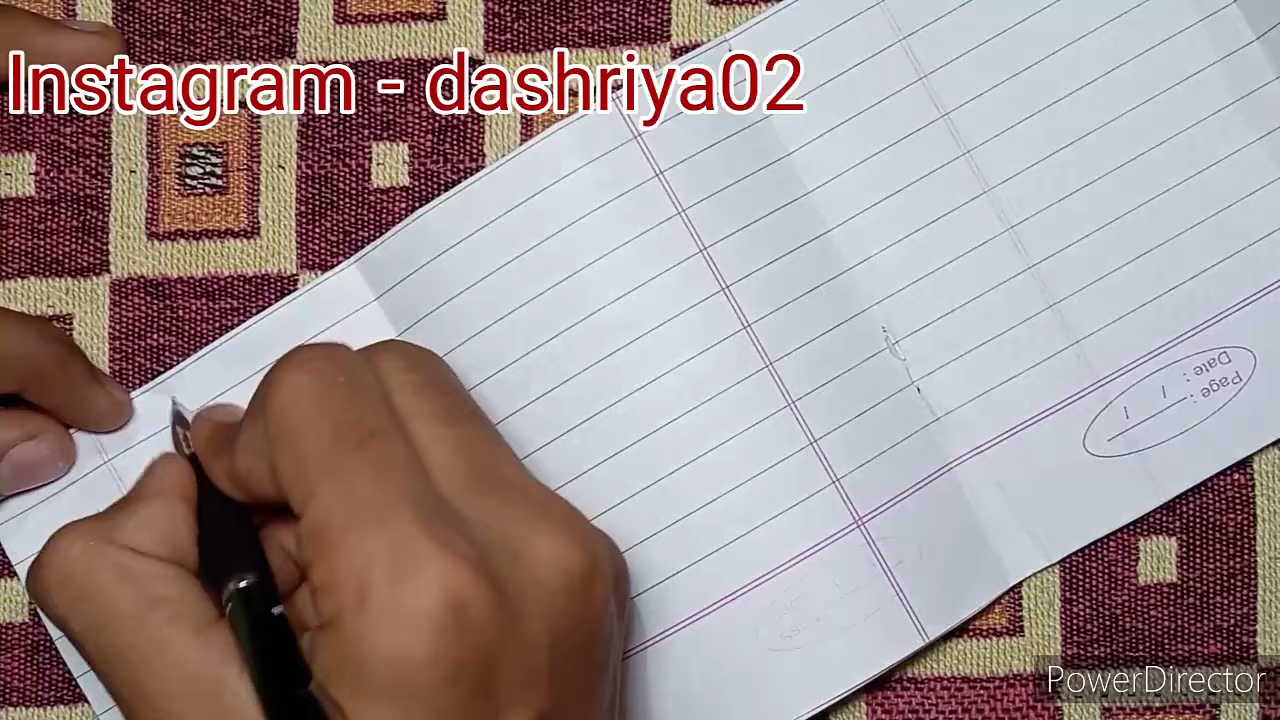 Instagram - dashriya02
Page:
Date: / /
PowerDirector